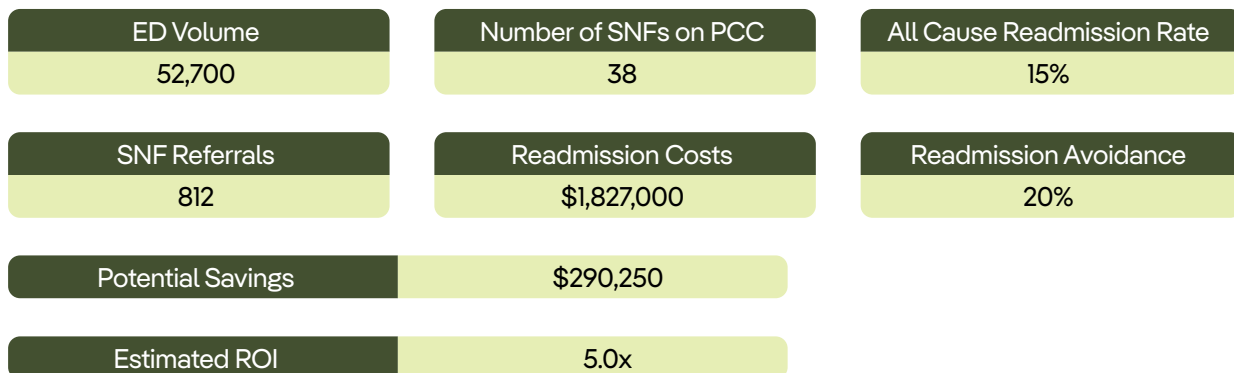 ED Volume
Number of SNFs on PCC
All Cause Readmission Rate
52,700
38
15%
SNF Referrals
Readmission Costs
Readmission Avoidance
812
$1,827,000
20%
Potential Savings
$290,250
Estimated ROI
5.0x